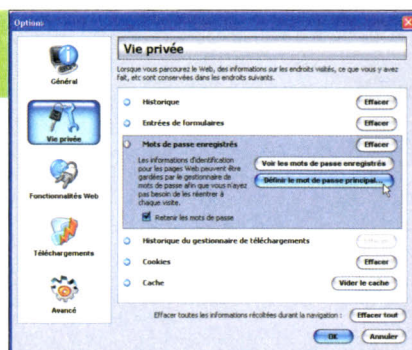 Options
Vie privée
Lorsque vous parcourez le Web, des informations sur les endroits visités, ce que vous y avez
fait, etc sont conservées dans les endroits suivants.
Général
Vie privée
Fonctionnalités Web
Téléchargements
Avancé
Historique
Effacer
Entrées de formulaires
Effacer
Mots de passe enregistrés
Effacer
Les informations d'identification
pour les pages Web peuvent être
gardées par le gestionnaire de
mots de passe afin que vous n'ayez
pas besoin de les réentrer à
chaque visite.
Voir les mots de passe enregistrés
Définir le mot de passe principal...
Retenir les mots de passe
Historique du gestionnaire de téléchargements
Effacer
Cookies
Effacer
Cache
Vider le cache
Effacer toutes les informations récoltées durant la navigation :
Effacer tout
OK
Annuler